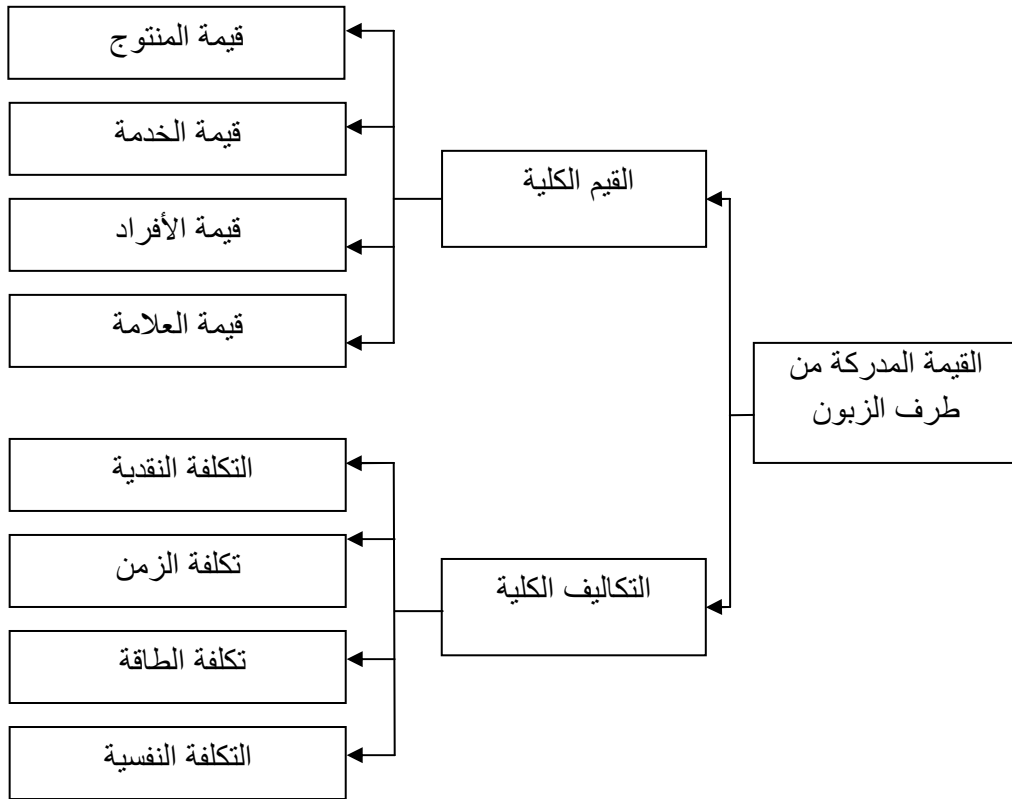 القيمة المدركة من
طرف الزبون
القيم الكلية
قيمة المنتوج
قيمة الخدمة
قيمة الأفراد
قيمة العلامة
التكاليف الكلية
التكلفة النقدية
تكلفة الزمن
تكلفة الطاقة
التكلفة النفسية